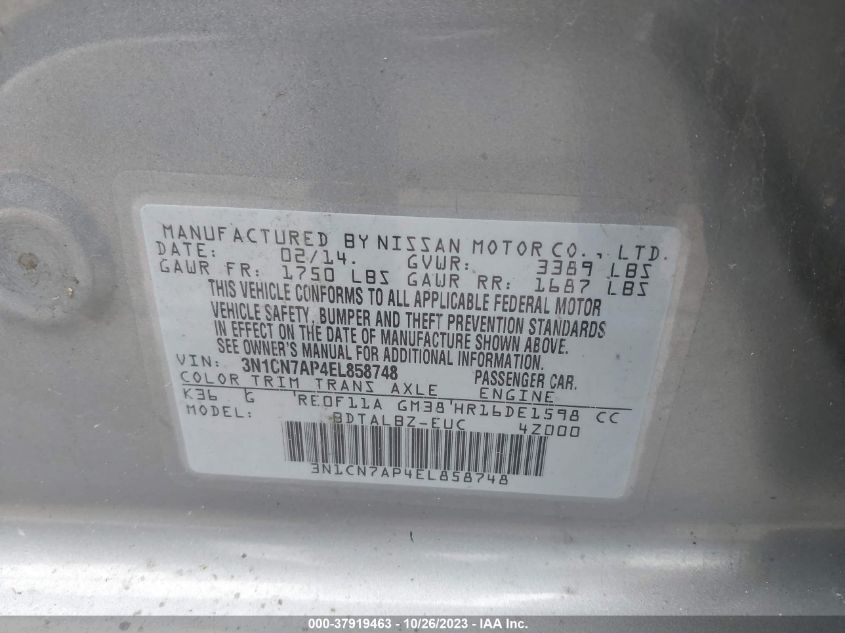 MANUFACTURED BY NISSAN MOTOR CO., LTD.
DATE: 02/14. GVWR: 3389 LBS
GAWR FR: 1750 LBS GAWR RR: 1687 LBS
THIS VEHICLE CONFORMS TO ALL APPLICABLE FEDERAL MOTOR
VEHICLE SAFETY, BUMPER AND THEFT PREVENTION STANDARDS
IN EFFECT ON THE DATE OF MANUFACTURE SHOWN ABOVE.
SEE OWNER'S MANUAL FOR ADDITIONAL INFORMATION.
VIN: 3N1CN7AP4EL858748 PASSENGER CAR.
COLOR TRIM TRANS AXLE ENGINE
K36 G 'RE0F11A GM38'HR16DE1598 CC
MODEL: BDTALBZ-EUC 4Z000
3N1CN7AP4EL858748
000-37919463 - 10/26/2023 - IAA Inc.